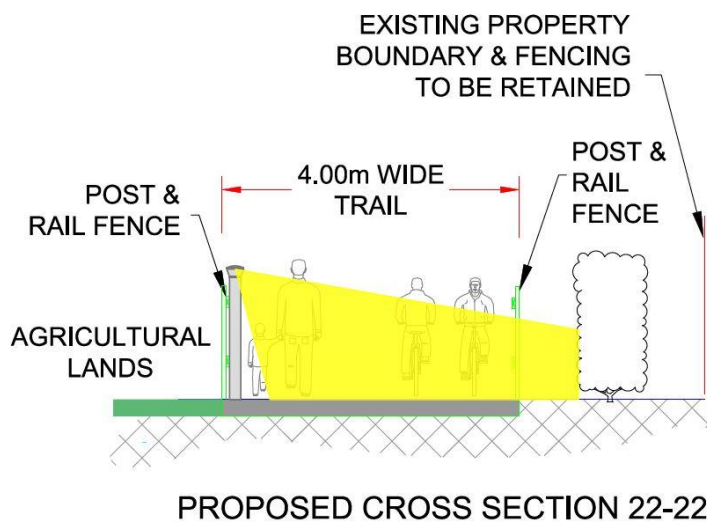 EXISTING PROPERTY
BOUNDARY & FENCING
TO BE RETAINED
4.00m WIDE
TRAIL
POST &
RAIL
FENCE
POST &
RAIL FENCE
AGRICULTURAL
LANDS
PROPOSED CROSS SECTION 22-22